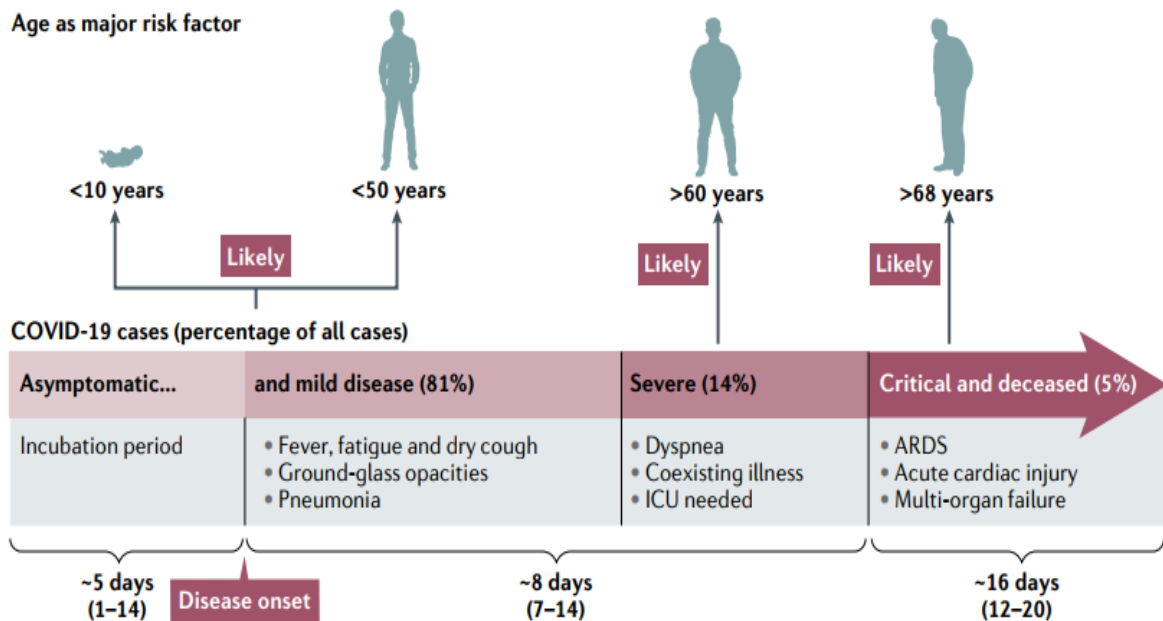 Age as major risk factor
<10 years
<50 years
>60 years
>68 years
Likely
Likely
Likely
COVID-19 cases (percentage of all cases)
Asymptomatic...
and mild disease (81%)
Severe (14%)
Critical and deceased (5%)
Incubation period
• Fever, fatigue and dry cough
• Ground-glass opacities
• Pneumonia
• Dyspnea
• Coexisting illness
• ICU needed
• ARDS
• Acute cardiac injury
• Multi-organ failure
~5 days
(1–14)
Disease onset
~8 days
(7–14)
~16 days
(12–20)